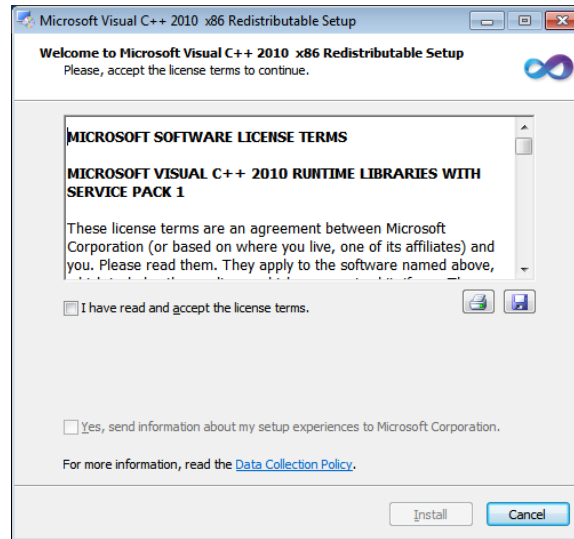 Microsoft Visual C++ 2010  x86 Redistributable Setup
Welcome to Microsoft Visual C++ 2010  x86 Redistributable Setup
Please, accept the license terms to continue.
MICROSOFT SOFTWARE LICENSE TERMS
MICROSOFT VISUAL C++ 2010 RUNTIME LIBRARIES WITH
SERVICE PACK 1
These license terms are an agreement between Microsoft
Corporation (or based on where you live, one of its affiliates) and
you. Please read them. They apply to the software named above,
I have read and accept the license terms.
Yes, send information about my setup experiences to Microsoft Corporation.
For more information, read the Data Collection Policy.
Install
Cancel